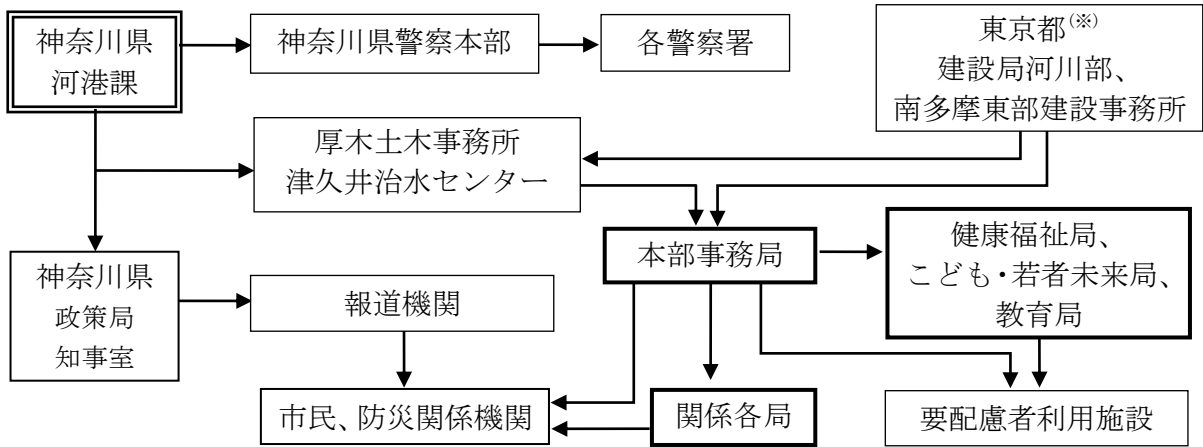 神奈川県
河港課
神奈川県警察本部
各警察署
東京都(※)
建設局河川部、
南多摩東部建設事務所
厚木土木事務所
津久井治水センター
本部事務局
健康福祉局、
こども・若者未来局、
教育局
神奈川県
政策局
知事室
報道機関
市民、防災関係機関
関係各局
要配慮者利用施設